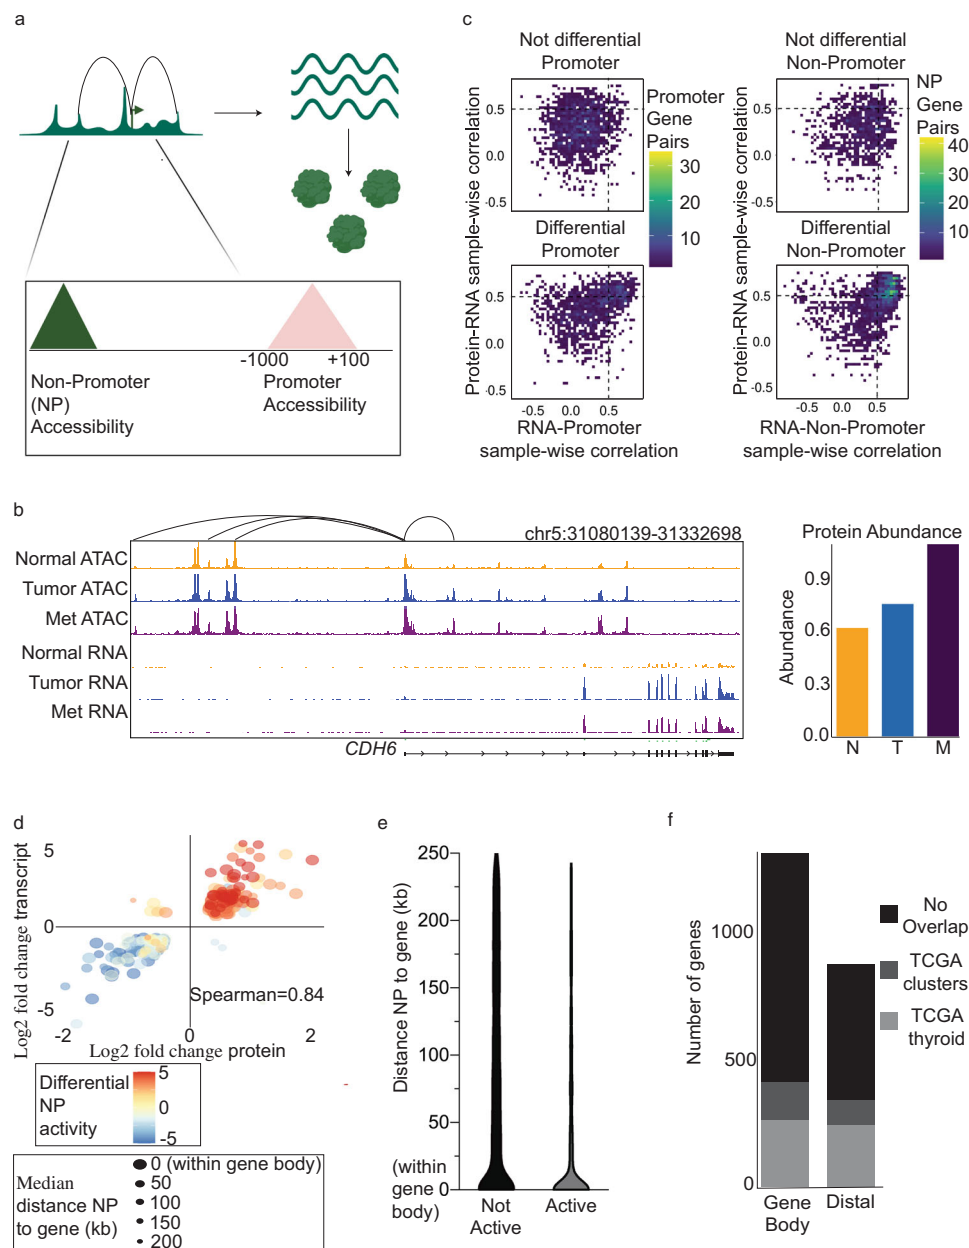 a
Non-Promoter
(NP)
Accessibility
-1000
+100
Promoter
Accessibility
c
Not differential
Promoter
Not differential
Non-Promoter
Protein-RNA sample-wise correlation
0.5
0.0
-0.5
Promoter
Gene
Pairs
30
20
10
Protein-RNA sample-wise correlation
0.5
0.0
-0.5
NP
Gene
Pairs
40
30
20
10
Differential
Promoter
Differential
Non-Promoter
0.5
0.0
-0.5
-0.5
0.0
0.5
RNA-Promoter
sample-wise correlation
0.5
0.0
-0.5
-0.5
0.0
0.5
RNA-Non-Promoter
sample-wise correlation
b
chr5:31080139-31332698
Normal ATAC
Tumor ATAC
Met ATAC
Normal RNA
Tumor RNA
Met RNA
CDH6
Protein Abundance
Abundance
0.9
0.6
0.3
0.0
N
T
M
d
Log2 fold change transcript
5
0
-5
-2
0
2
Spearman=0.84
Log2 fold change protein
Differential
NP
activity
5
0
-5
Median
distance NP
to gene (kb)
0 (within gene body)
50
100
150
200
e
Distance NP to gene (kb)
250
200
150
100
50
(within
gene
body)
0
Not
Active
Active
f
Number of genes
1000
500
0
Gene
Body
Distal
No
Overlap
TCGA
clusters
TCGA
thyroid